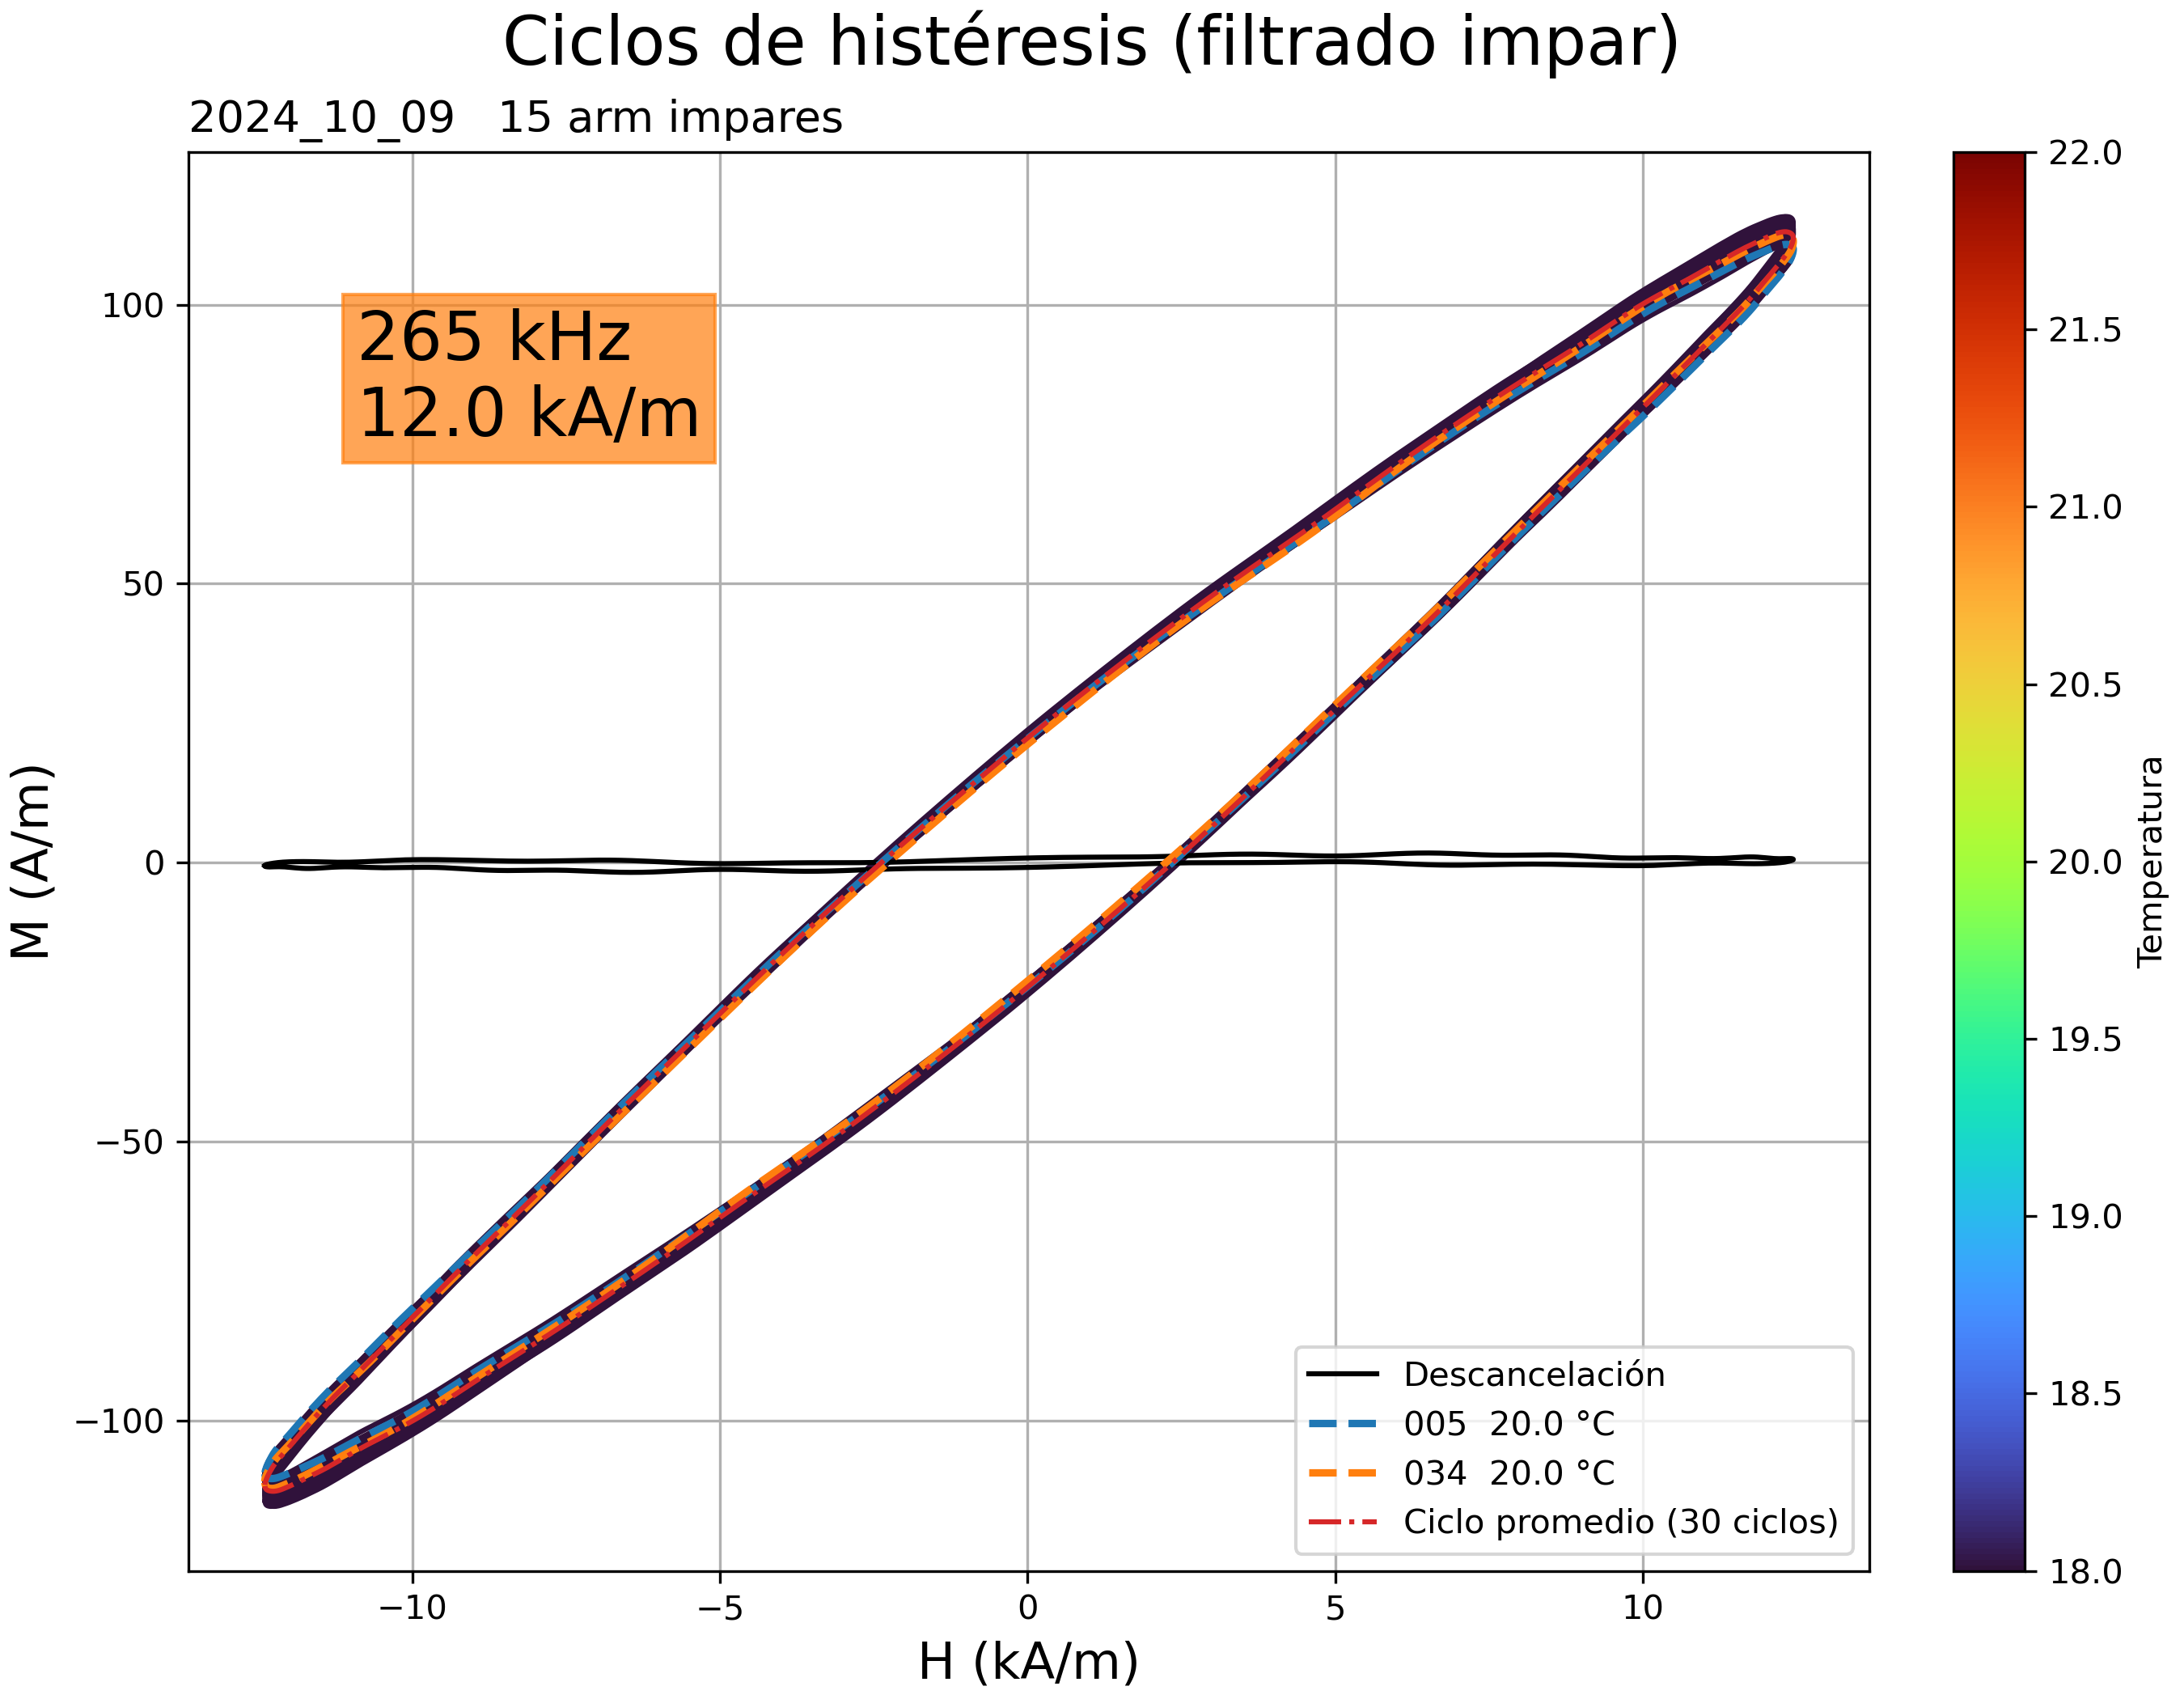 Ciclos de histéresis (filtrado impar)
2024_10_09   15 arm impares
265 kHz
12.0 kA/m
M (A/m)
100
50
0
−50
−100
−10
−5
0
5
10
H (kA/m)
Descancelación
005  20.0 °C
034  20.0 °C
Ciclo promedio (30 ciclos)
22.0
21.5
21.0
20.5
20.0
19.5
19.0
18.5
18.0
Temperatura